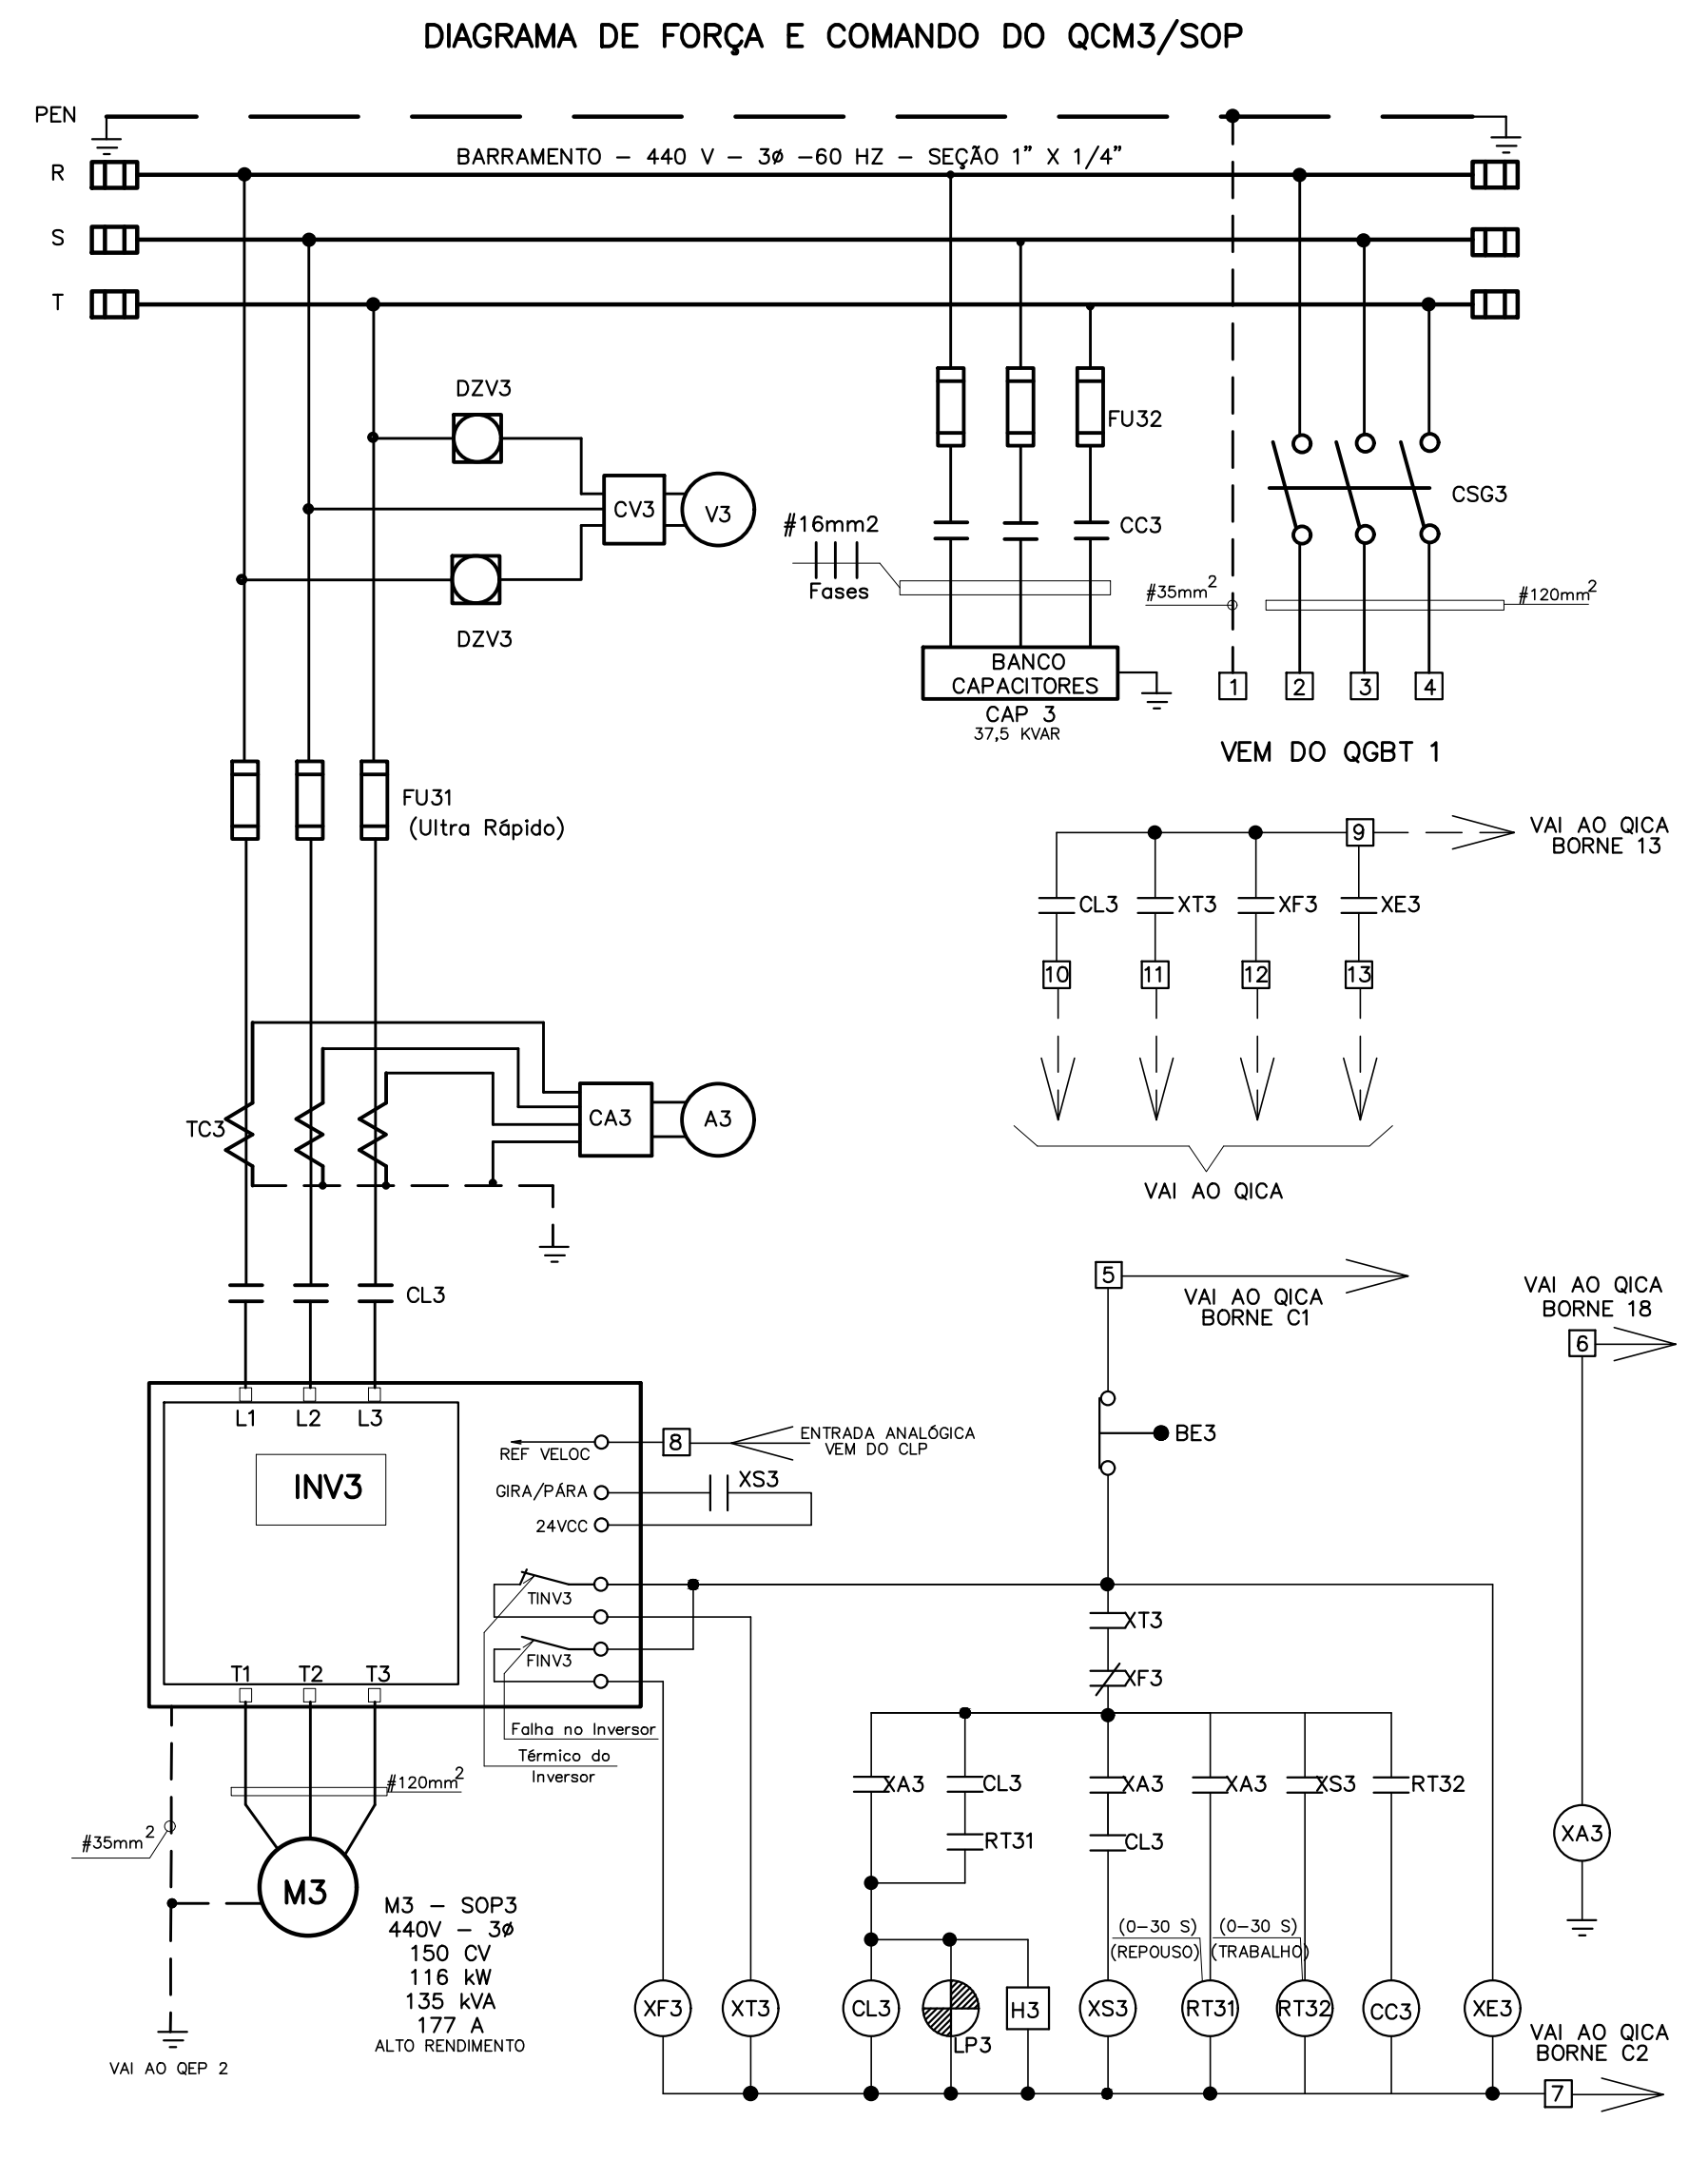 DIAGRAMA DE FORÇA E COMANDO DO QCM3/SOP
PEN
BARRAMENTO – 440 V – 3ø –60 HZ – SEÇÃO 1" X 1/4"
R
S
T
DZV3
CV3
V3
DZV3
FU32
#16mm2
Fases
CC3
CSG3
#35mm2
#120mm2
BANCO
CAPACITORES
CAP 3
37,5 KVAR
1
2
3
4
VEM DO QGBT 1
FU31
(Ultra Rápido)
9
VAI AO QICA
BORNE 13
CL3
XT3
XF3
XE3
10
11
12
13
VAI AO QICA
TC3
CA3
A3
CL3
5
VAI AO QICA
BORNE C1
VAI AO QICA
BORNE 18
6
L1
L2
L3
INV3
REF VELOC
8
ENTRADA ANALÓGICA
VEM DO CLP
GIRA/PÁRA
XS3
24VCC
BE3
TINV3
FINV3
T1
T2
T3
Falha no Inversor
Térmico do
Inversor
XT3
XF3
XA3
CL3
XA3
XA3
XS3
RT32
RT31
CL3
XA3
#120mm2
#35mm2
M3
M3 – SOP3
440V – 3ø
150 CV
116 kW
135 kVA
177 A
ALTO RENDIMENTO
VAI AO QEP 2
(0–30 S)
(REPOUSO)
(0–30 S)
(TRABALHO)
XF3
XT3
CL3
LP3
H3
XS3
RT31
RT32
CC3
XE3
VAI AO QICA
BORNE C2
7